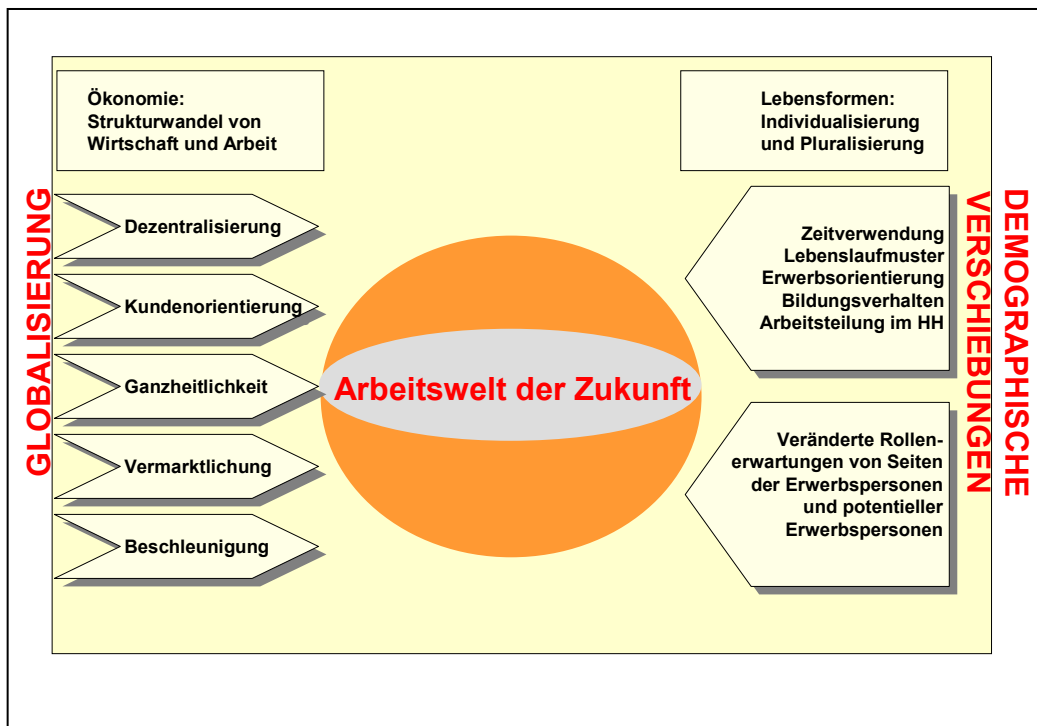 Ökonomie:
Strukturwandel von
Wirtschaft und Arbeit
Lebensformen:
Individualisierung
und Pluralisierung
GLOBALISIERUNG
Dezentralisierung
Kundenorientierung
Ganzheitlichkeit
Vermarktlichung
Beschleunigung
Arbeitswelt der Zukunft
Zeitverwendung
Lebenslaufmuster
Erwerbsorientierung
Bildungsverhalten
Arbeitsteilung im HH
Veränderte Rollen-
erwartungen von Seiten
der Erwerbspersonen
und potentieller
Erwerbspersonen
DEMOGRAPHISCHE
VERSCHIEBUNGEN